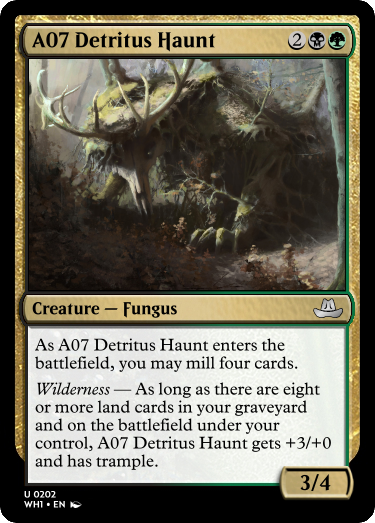 A07 Detritus Haunt 2
Creature — Fungus
As A07 Detritus Haunt enters the
battlefield, you may mill four cards.
Wilderness — As long as there are eight
or more land cards in your graveyard
and on the battlefield under your
control, A07 Detritus Haunt gets +3/+0
and has trample.
3/4
U 0202
WH1 • EN